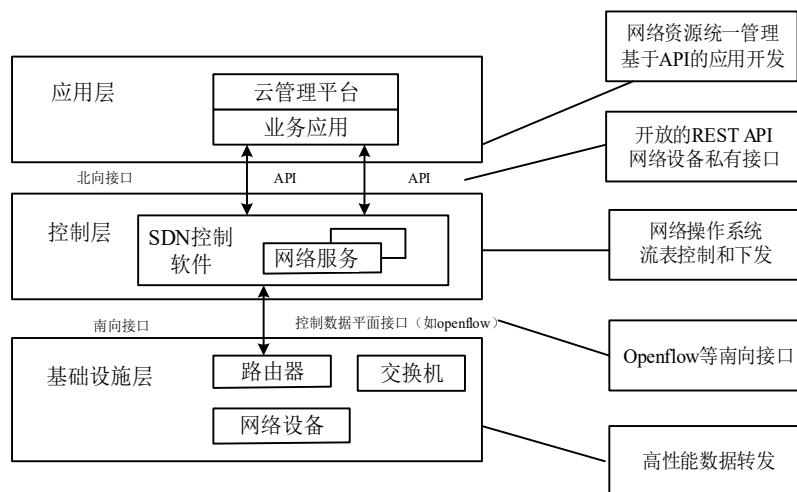 网络资源统一管理
基于API的应用开发
应用层
云管理平台
业务应用
开放的REST API
网络设备私有接口
北向接口
API
API
控制层
SDN控制
软件
网络服务
网络操作系统
流表控制和下发
南向接口
控制数据平面接口（如openflow）
Openflow等南向接口
基础设施层
路由器
交换机
网络设备
高性能数据转发